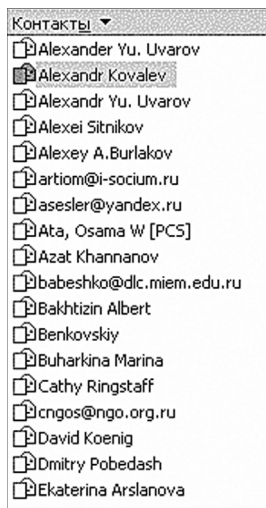 Контакты
Alexander Yu. Uvarov
Alexandr Kovalev
Alexandr Yu. Uvarov
Alexei Sitnikov
Alexey A.Burlakov
artiom@i-socium.ru
asesler@yandex.ru
Ata, Osama W [PCS]
Azat Khannanov
babeshko@dlc.miem.edu.ru
Bakhtizin Albert
Benkovskiy
Buharkina Marina
Cathy Ringstaff
cngos@ngo.org.ru
David Koenig
Dmitry Pobedash
Ekaterina Arslanova